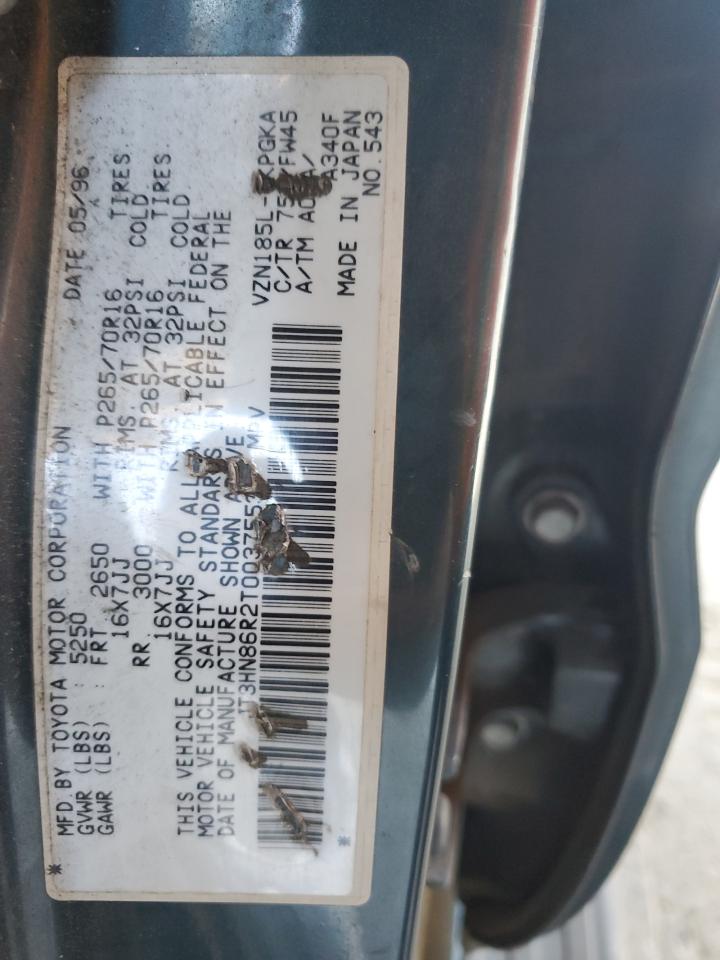 MFD. BY TOYOTA MOTOR CORPORATION DATE 05/96
GVWR (LBS) : 5250
GAWR (LBS) : FRT 2650 WITH P265/70R16 TIRES.
16X7JJ RIMS. AT 32PSI COLD
RR 3000 WITH P265/70R16 TIRES
16X7JJ RIMS. AT 32PSI COLD
THIS VEHICLE CONFORMS TO ALL APPLICABLE FEDERAL
MOTOR VEHICLE SAFETY STANDARDS IN EFFECT ON THE
DATE OF MANUFACTURE SHOWN ABOVE.
MPV
VZN185L-
C/TR FW45
A/TM A340F
MADE IN JAPAN
NO.543